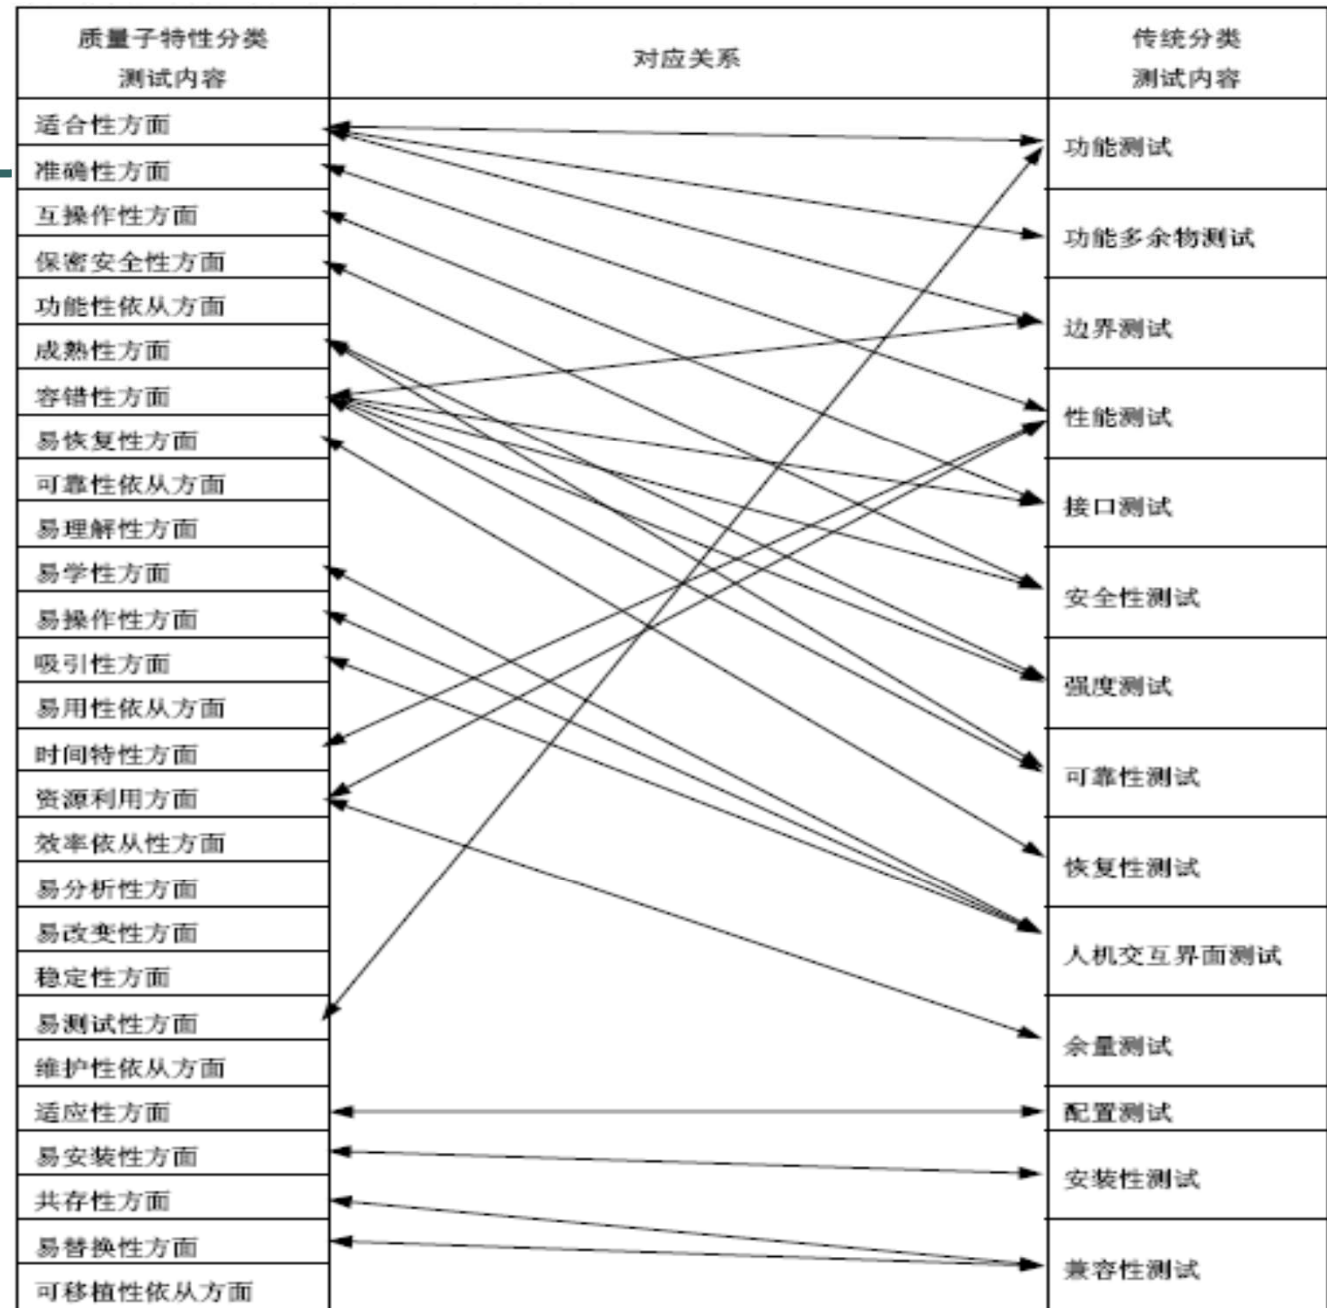 质量子特性分类
测试内容
对应关系
传统分类
测试内容
适合性方面
准确性方面
互操作性方面
保密安全性方面
功能性依从方面
成熟性方面
容错性方面
易恢复性方面
可靠性依从方面
易理解性方面
易学性方面
易操作性方面
吸引性方面
易用性依从方面
时间特性方面
资源利用方面
效率依从性方面
易分析性方面
易改变性方面
稳定性方面
易测试性方面
维护性依从方面
适应性方面
易安装性方面
共存性方面
易替换性方面
可移植性依从方面
功能测试
功能多余物测试
边界测试
性能测试
接口测试
安全性测试
强度测试
可靠性测试
恢复性测试
人机交互界面测试
余量测试
配置测试
安装性测试
兼容性测试